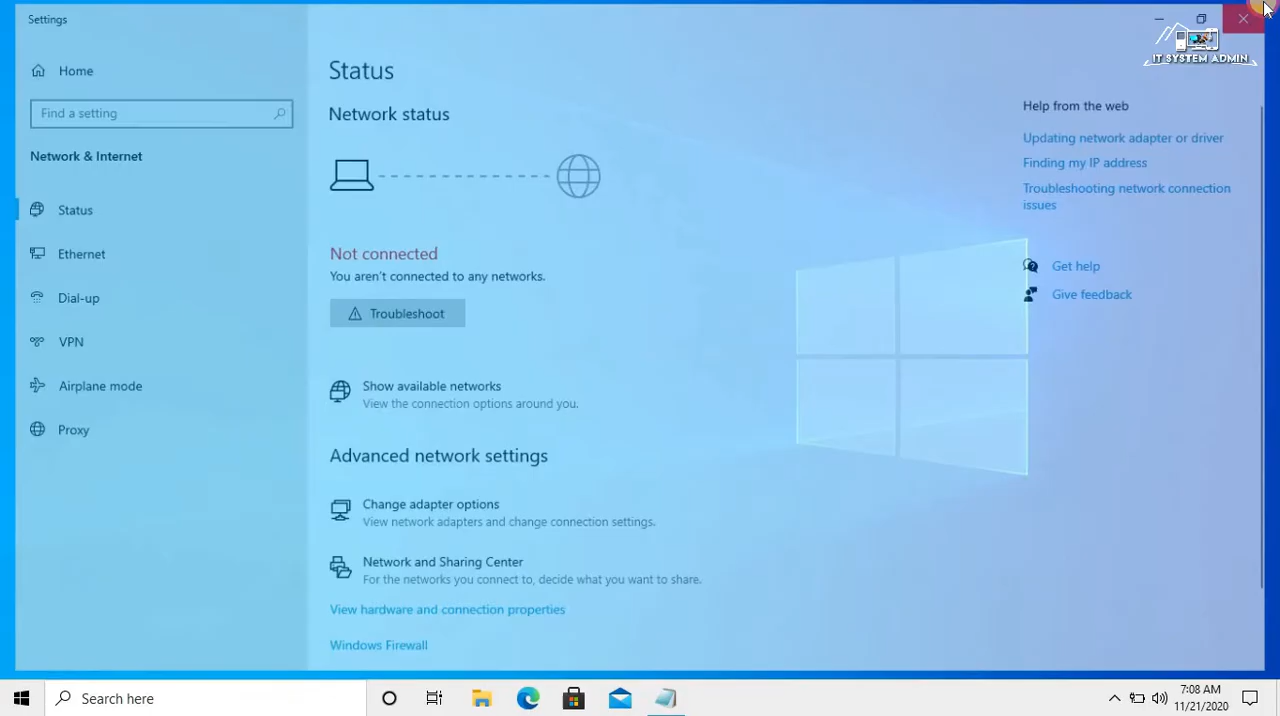 Settings
IT SYSTEM ADMIN
Home
Find a setting
Network & Internet
Status
Ethernet
Dial-up
VPN
Airplane mode
Proxy
Status
Network status
Not connected
You aren't connected to any networks.
Troubleshoot
Show available networks
View the connection options around you.
Advanced network settings
Change adapter options
View network adapters and change connection settings.
Network and Sharing Center
For the networks you connect to, decide what you want to share.
View hardware and connection properties
Windows Firewall
Help from the web
Updating network adapter or driver
Finding my IP address
Troubleshooting network connection
issues
Get help
Give feedback
Search here
7:08 AM
11/21/2020